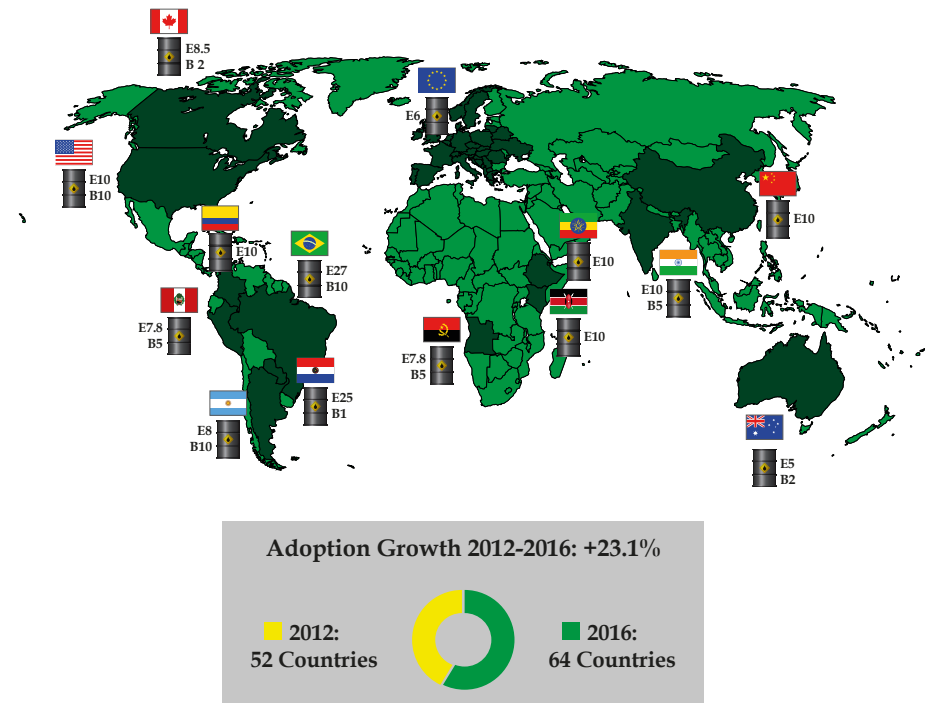 E8.5
B 2
E6
E10
B10
E10
E10
E27
B10
E10
E10
B5
E7.8
B5
E7.8
B5
E10
E25
B1
E8
B10
E5
B2
Adoption Growth 2012-2016: +23.1%
2012:
52 Countries
2016:
64 Countries